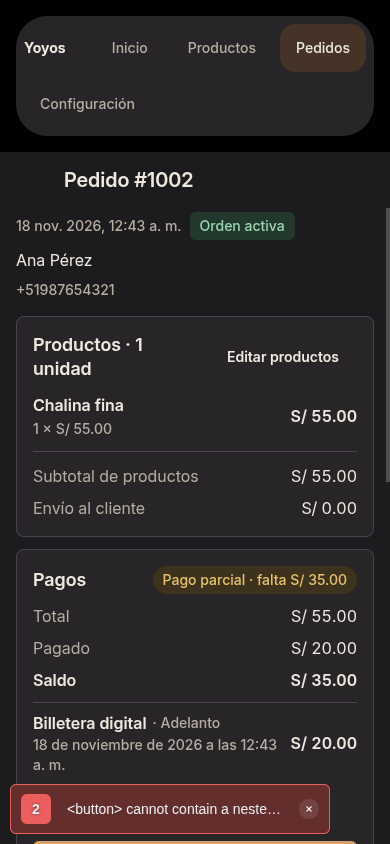 Yoyos Inicio Productos Pedidos
Configuración
Pedido #1002
18 nov. 2026, 12:43 a. m. Orden activa
Ana Pérez
+51987654321
Productos · 1 unidad Editar productos
Chalina fina S/ 55.00
1 × S/ 55.00
Subtotal de productos S/ 55.00
Envío al cliente S/ 0.00
Pagos Pago parcial · falta S/ 35.00
Total S/ 55.00
Pagado S/ 20.00
Saldo S/ 35.00
Billetera digital · Adelanto
18 de noviembre de 2026 a las 12:43 a. m. S/ 20.00
2 <button> cannot contain a neste… ×